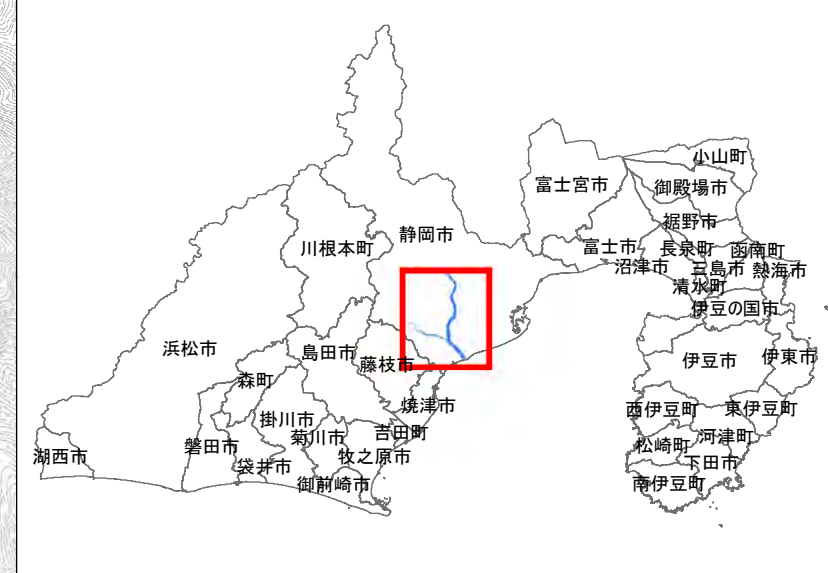 小山町
富士宮市
御殿場市
裾野市
静岡市
川根本町
富士市
長泉町
函南町
沼津市
三島市
熱海市
清水町
伊豆の国市
浜松市
島田市
藤枝市
伊豆市
伊東市
森町
焼津市
西伊豆町
東伊豆町
掛川市
菊川市
吉田町
河津町
磐田市
松崎町
湖西市
袋井市
牧之原市
下田市
御前崎市
南伊豆町